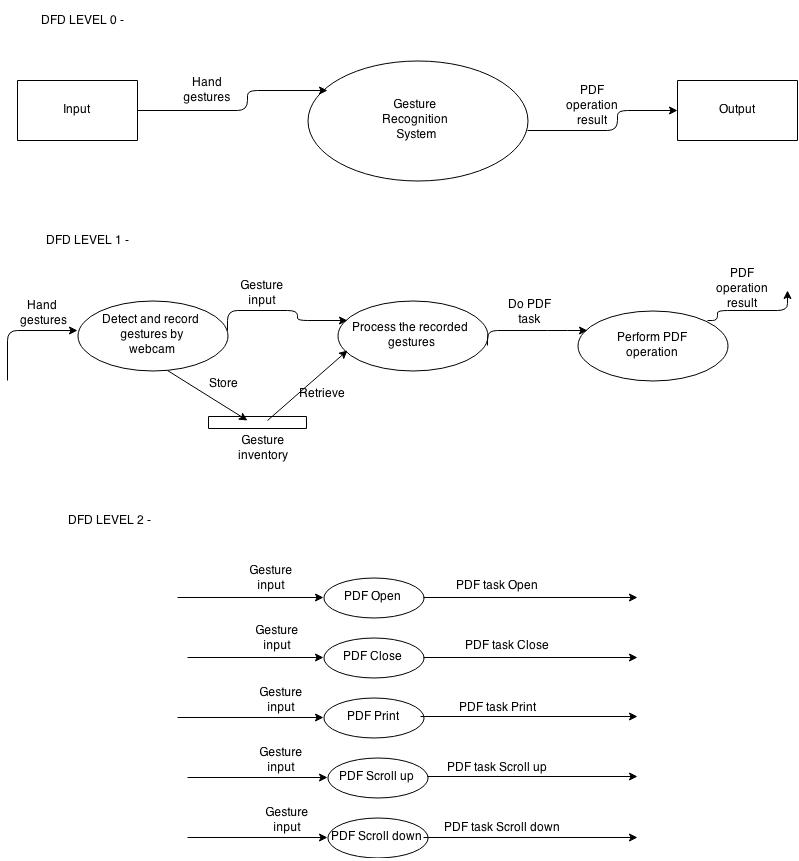 DFD LEVEL 0 -
Hand
gestures
Input
Gesture
Recognition
System
PDF
operation
result
Output
DFD LEVEL 1 -
Hand
gestures
Detect and record
gestures by
webcam
Gesture
input
Process the recorded
gestures
Do PDF
task
Perform PDF
operation
PDF
operation
result
Store
Retrieve
Gesture
inventory
DFD LEVEL 2 -
Gesture
input
PDF Open
PDF task Open
Gesture
input
PDF Close
PDF task Close
Gesture
input
PDF Print
PDF task Print
Gesture
input
PDF Scroll up
PDF task Scroll up
Gesture
input
PDF Scroll down
PDF task Scroll down